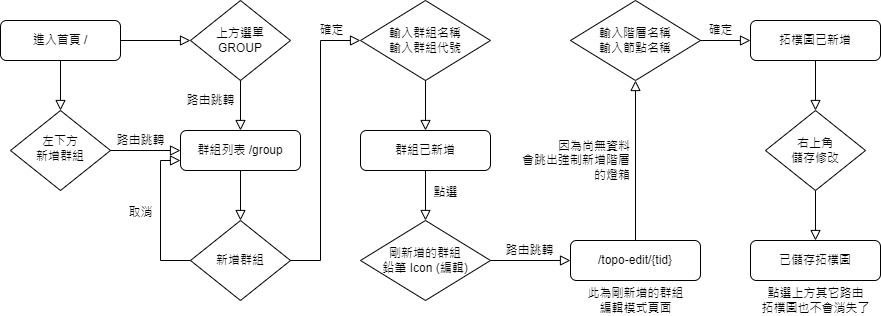 進入首頁 /
上方選單
GROUP
路由跳轉
左下方
新增群組
路由跳轉
群組列表 /group
取消
新增群組
確定
輸入群組名稱
輸入群組代號
群組已新增
點選
剛新增的群組
鉛筆 Icon (編輯)
路由跳轉
/topo-edit/{tid}
此為剛新增的群組
編輯模式頁面
因為尚無資料
會跳出強制新增階層
的燈箱
輸入階層名稱
輸入節點名稱
確定
拓樸圖已新增
右上角
儲存修改
已儲存拓樸圖
點選上方其它路由
拓樸圖也不會消失了